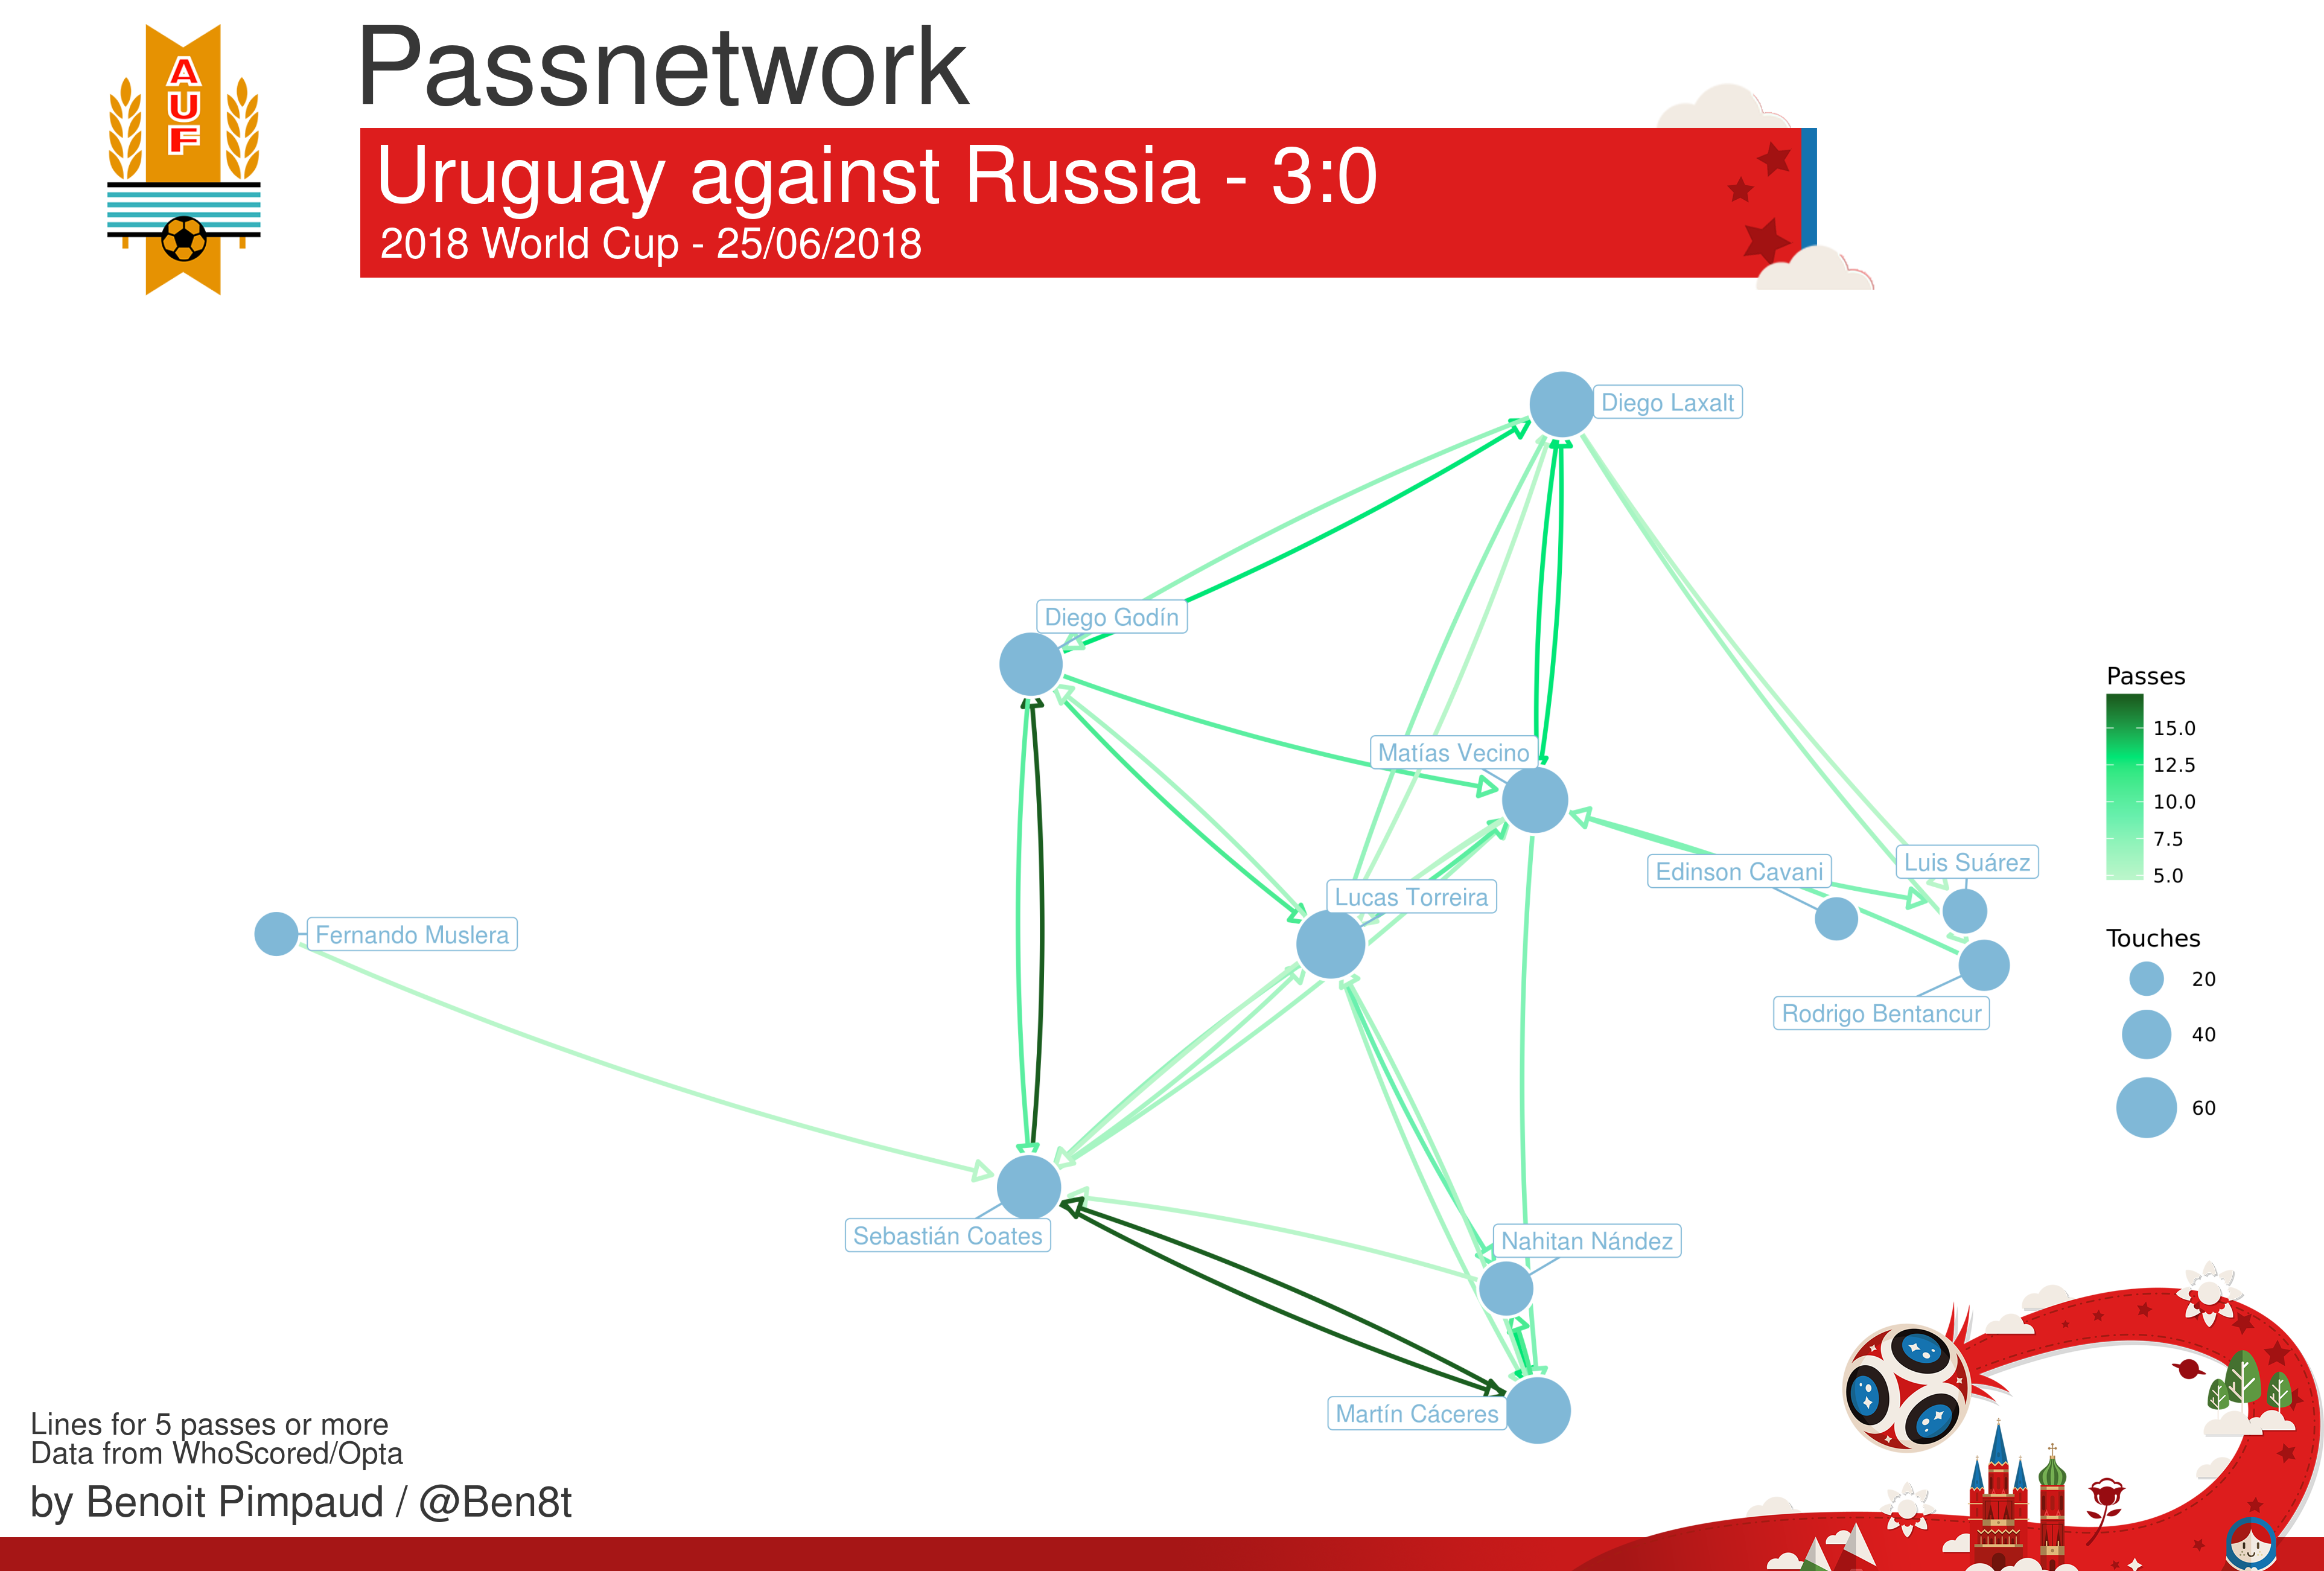 A
U
F
Passnetwork
Uruguay against Russia - 3:0
2018 World Cup - 25/06/2018
Diego Laxalt
Diego Godín
Matías Vecino
Edinson Cavani
Luis Suárez
Lucas Torreira
Fernando Muslera
Rodrigo Bentancur
Sebastián Coates
Nahitan Nández
Martín Cáceres
Passes
15.0
12.5
10.0
7.5
5.0
Touches
20
40
60
Lines for 5 passes or more
Data from WhoScored/Opta
by Benoit Pimpaud / @Ben8t